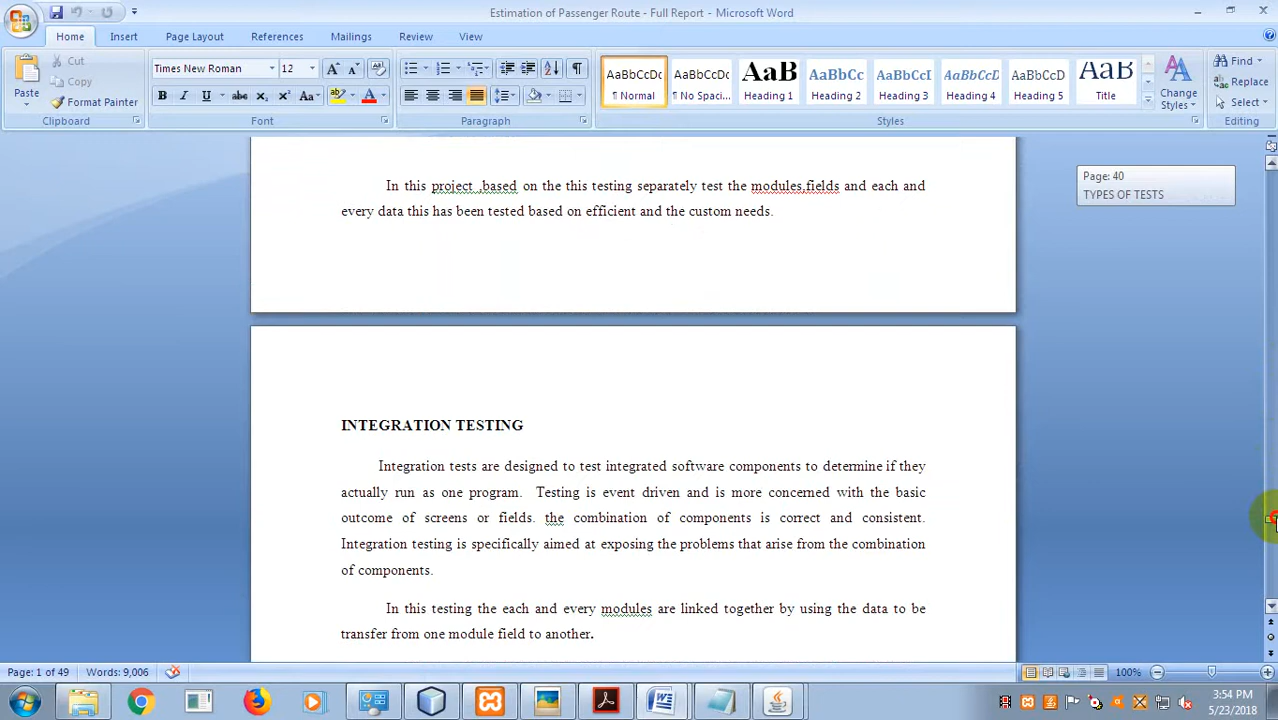 Estimation of Passenger Route - Full Report - Microsoft Word
Home Insert Page Layout References Mailings Review View
Paste
Cut
Copy
Format Painter
Clipboard
Times New Roman 12
B I U abc X₂ X² Aa A
Font
Paragraph
AaBbCcDc AaBbCcDc AaB AaBbCc AaBbCcI AaBbCcI AaBbCcD AaBb
¶ Normal ¶ No Spaci... Heading 1 Heading 2 Heading 3 Heading 4 Heading 5 Title
Change
Styles
Styles
Find
Replace
Select
Editing
Page: 40
TYPES OF TESTS
In this project ,based on the this testing separately test the modules,fields and each and
every data this has been tested based on efficient and the custom needs.
INTEGRATION TESTING
Integration tests are designed to test integrated software components to determine if they
actually run as one program. Testing is event driven and is more concerned with the basic
outcome of screens or fields. the combination of components is correct and consistent.
Integration testing is specifically aimed at exposing the problems that arise from the combination
of components.
In this testing the each and every modules are linked together by using the data to be
transfer from one module field to another.
Page: 1 of 49 Words: 9,006 100%
3:54 PM
5/23/2018